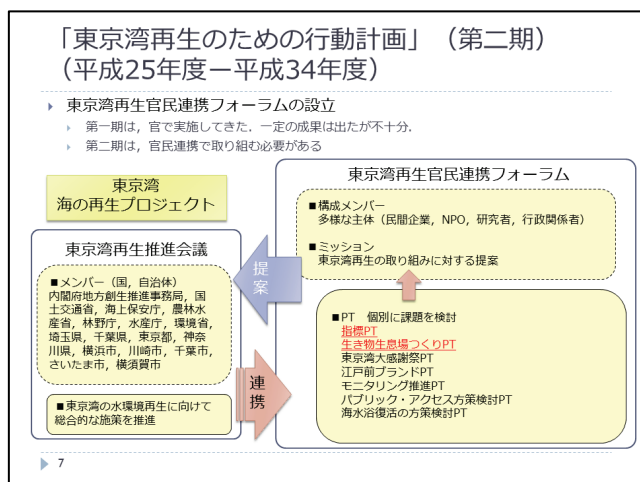 「東京湾再生のための行動計画」（第二期）
（平成25年度ー平成34年度）
東京湾再生官民連携フォーラムの設立
第一期は，官で実施してきた．一定の成果は出たが不十分．
第二期は，官民連携で取り組む必要がある
東京湾
海の再生プロジェクト
東京湾再生推進会議
■メンバー（国，自治体）
内閣府地方創生推進事務局，国
土交通省，海上保安庁，農林水
産省，林野庁，水産庁，環境省，
埼玉県，千葉県，東京都，神奈
川県，横浜市，川崎市，千葉市，
さいたま市，横須賀市
■東京湾の水環境再生に向けて
総合的な施策を推進
提案
連携
東京湾再生官民連携フォーラム
■構成メンバー
多様な主体（民間企業，NPO，研究者，行政関係者）
■ミッション
東京湾再生の取り組みに対する提案
■PT　個別に課題を検討
指標PT
生き物生息場つくりPT
東京湾大感謝祭PT
江戸前ブランドPT
モニタリング推進PT
パブリック・アクセス方策検討PT
海水浴復活の方策検討PT
7